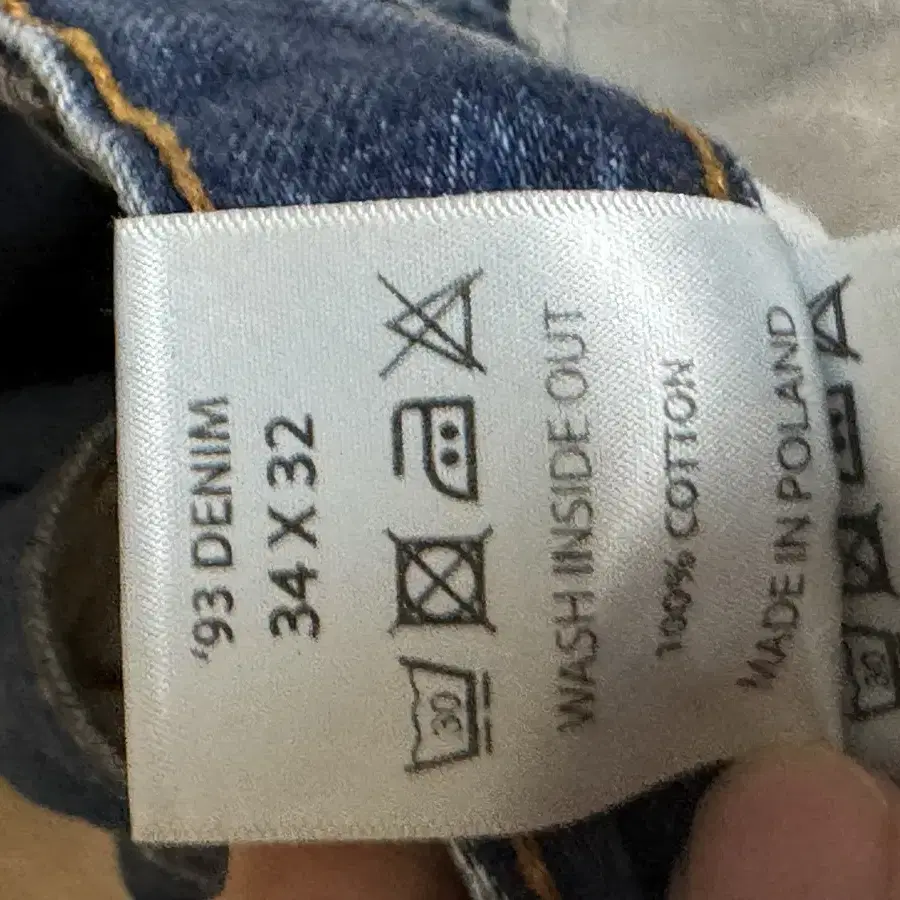 '93 DENIM
34 X 32
30
WASH INSIDE OUT
100% COTTON
MADE IN POLAND
30